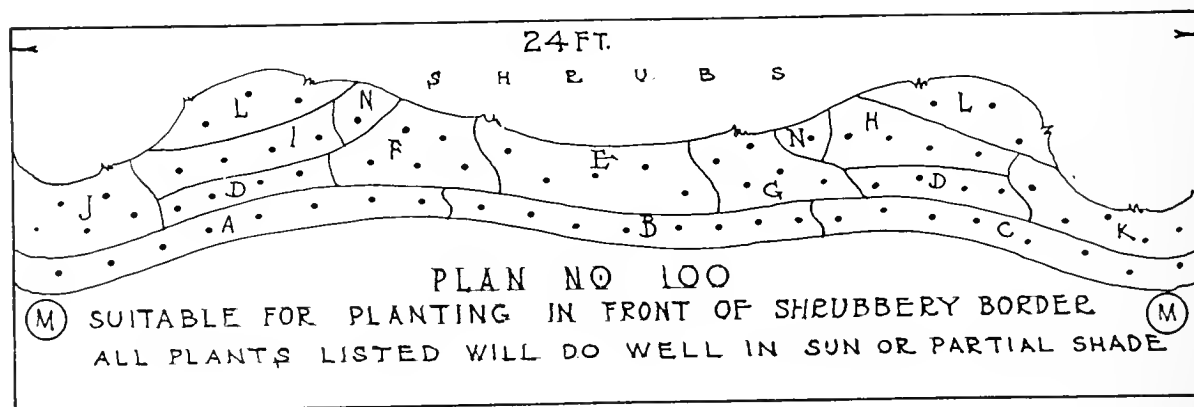 24 FT.
S H R U B S
L N L
I F E N H
J D G D
A B C K
PLAN NO 100
M SUITABLE FOR PLANTING IN FRONT OF SHRUBBERY BORDER M
ALL PLANTS LISTED WILL DO WELL IN SUN OR PARTIAL SHADE